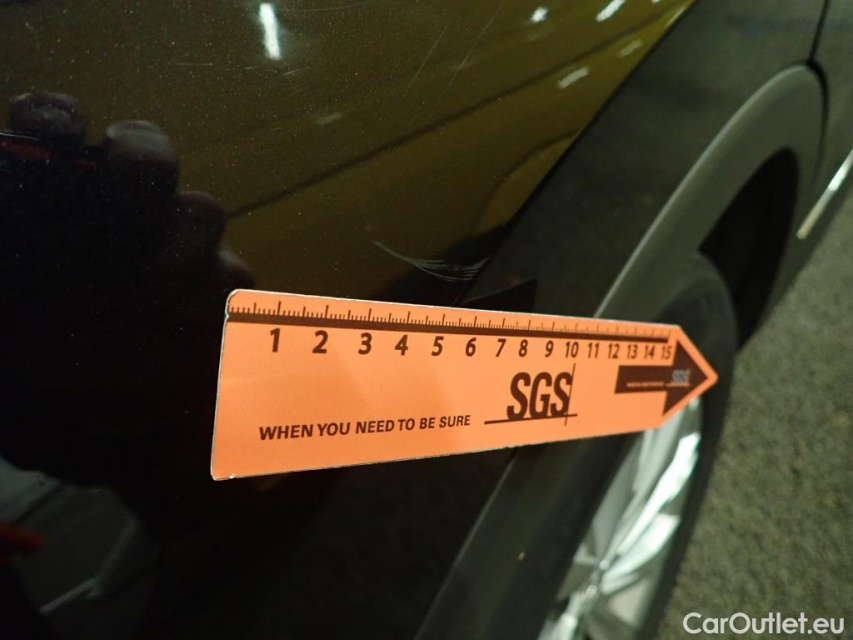 1 2 3 4 5 6 7 8 9 10 11 12 13 14 15
SGS
WHEN YOU NEED TO BE SURE
CarOutlet.eu